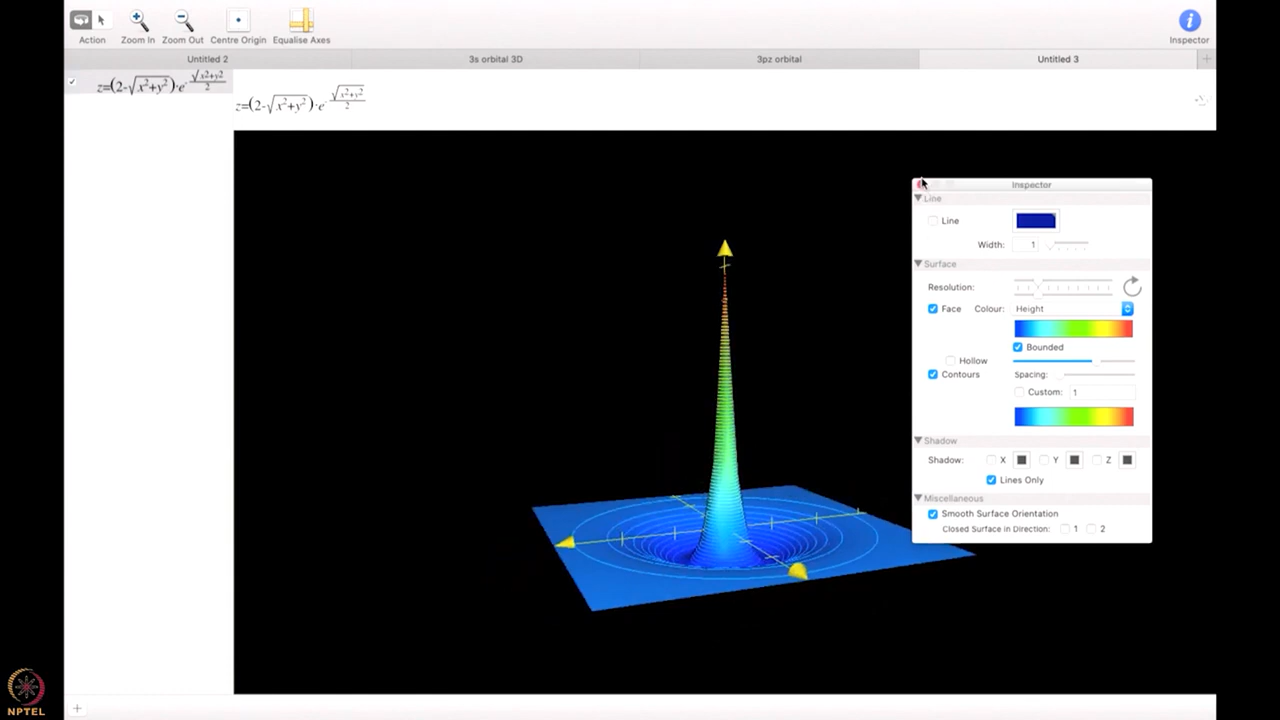 Action Zoom In Zoom Out Centre Origin Equalise Axes Inspector
Untitled 2 3s orbital 3D 3pz orbital Untitled 3 +
z=(2-√x²+y²)·e^-√x²+y²/2
z=(2-√x²+y²)·e^-√x²+y²/2
Inspector
Line
Line
Width: 1
Surface
Resolution:
Face Colour: Height
Bounded
Hollow
Contours Spacing:
Custom: 1
Shadow
Shadow: X Y Z
Lines Only
Miscellaneous
Smooth Surface Orientation
Closed Surface in Direction: 1 2
NPTEL
+